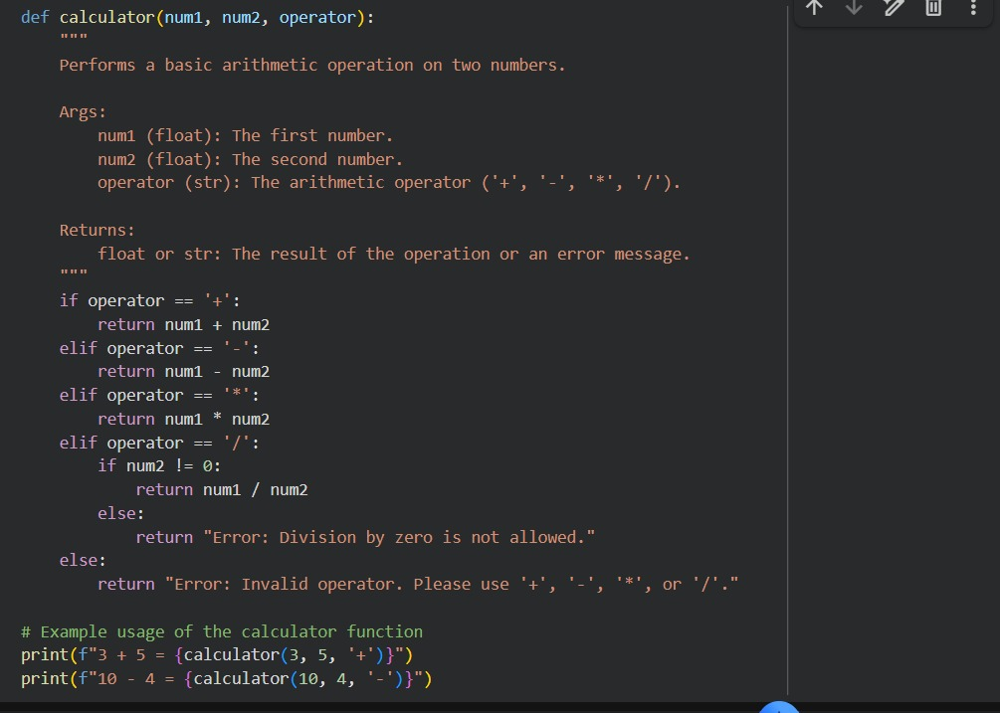 def calculator(num1, num2, operator):
    """
    Performs a basic arithmetic operation on two numbers.

    Args:
        num1 (float): The first number.
        num2 (float): The second number.
        operator (str): The arithmetic operator ('+', '-', '*', '/').

    Returns:
        float or str: The result of the operation or an error message.
    """
    if operator == '+':
        return num1 + num2
    elif operator == '-':
        return num1 - num2
    elif operator == '*':
        return num1 * num2
    elif operator == '/':
        if num2 != 0:
            return num1 / num2
        else:
            return "Error: Division by zero is not allowed."
    else:
        return "Error: Invalid operator. Please use '+', '-', '*', or '/'."

# Example usage of the calculator function
print(f"3 + 5 = {calculator(3, 5, '+')}")
print(f"10 - 4 = {calculator(10, 4, '-')}")